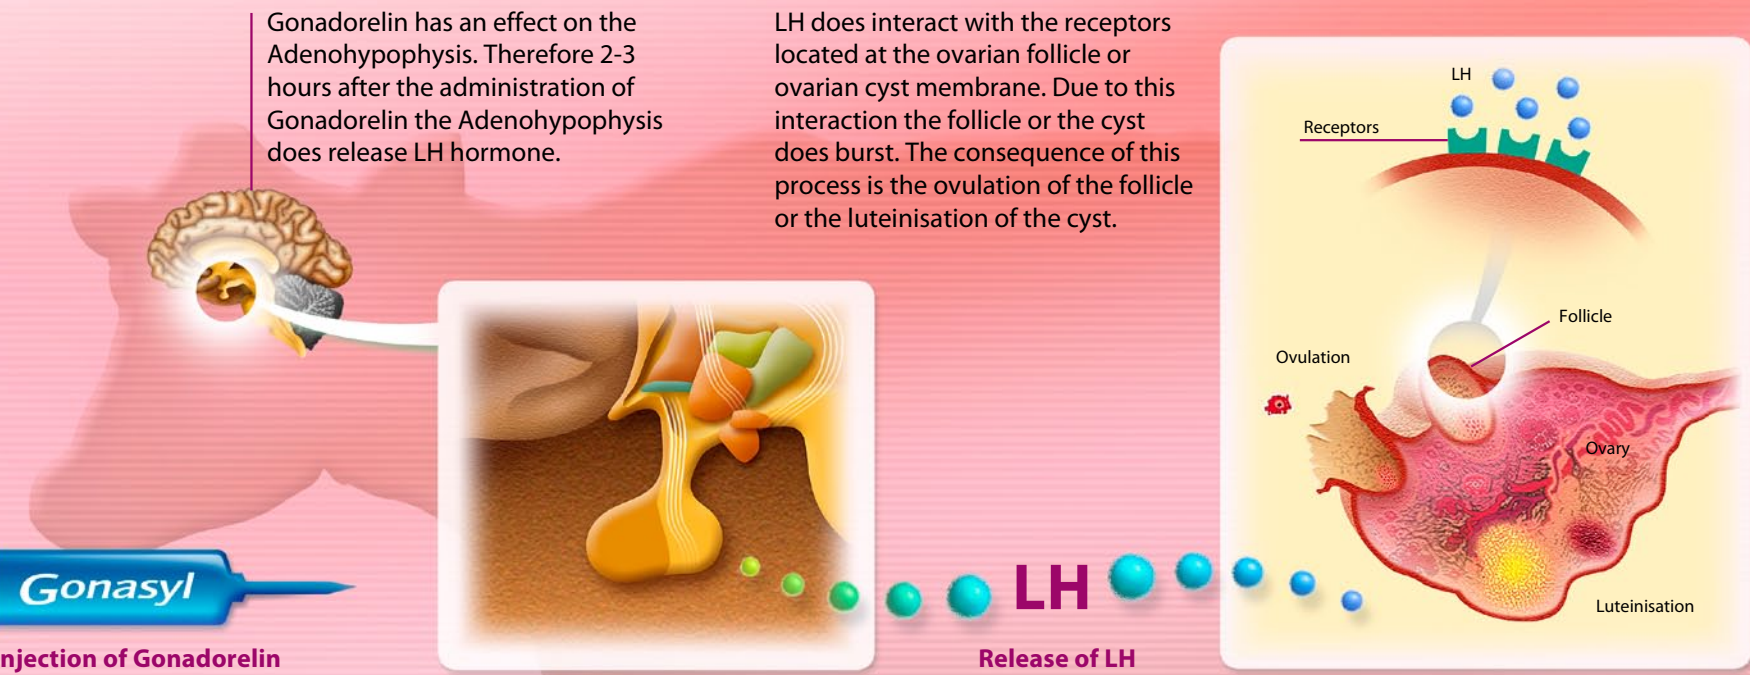 Gonadorelin has an effect on the
Adenohypophysis. Therefore 2-3
hours after the administration of
Gonadorelin the Adenohypophysis
does release LH hormone.
LH does interact with the receptors
located at the ovarian follicle or
ovarian cyst membrane. Due to this
interaction the follicle or the cyst
does burst. The consequence of this
process is the ovulation of the follicle
or the luteinisation of the cyst.
LH
Receptors
Follicle
Ovulation
Ovary
Luteinisation
Gonasyl
njection of Gonadorelin
LH
Release of LH